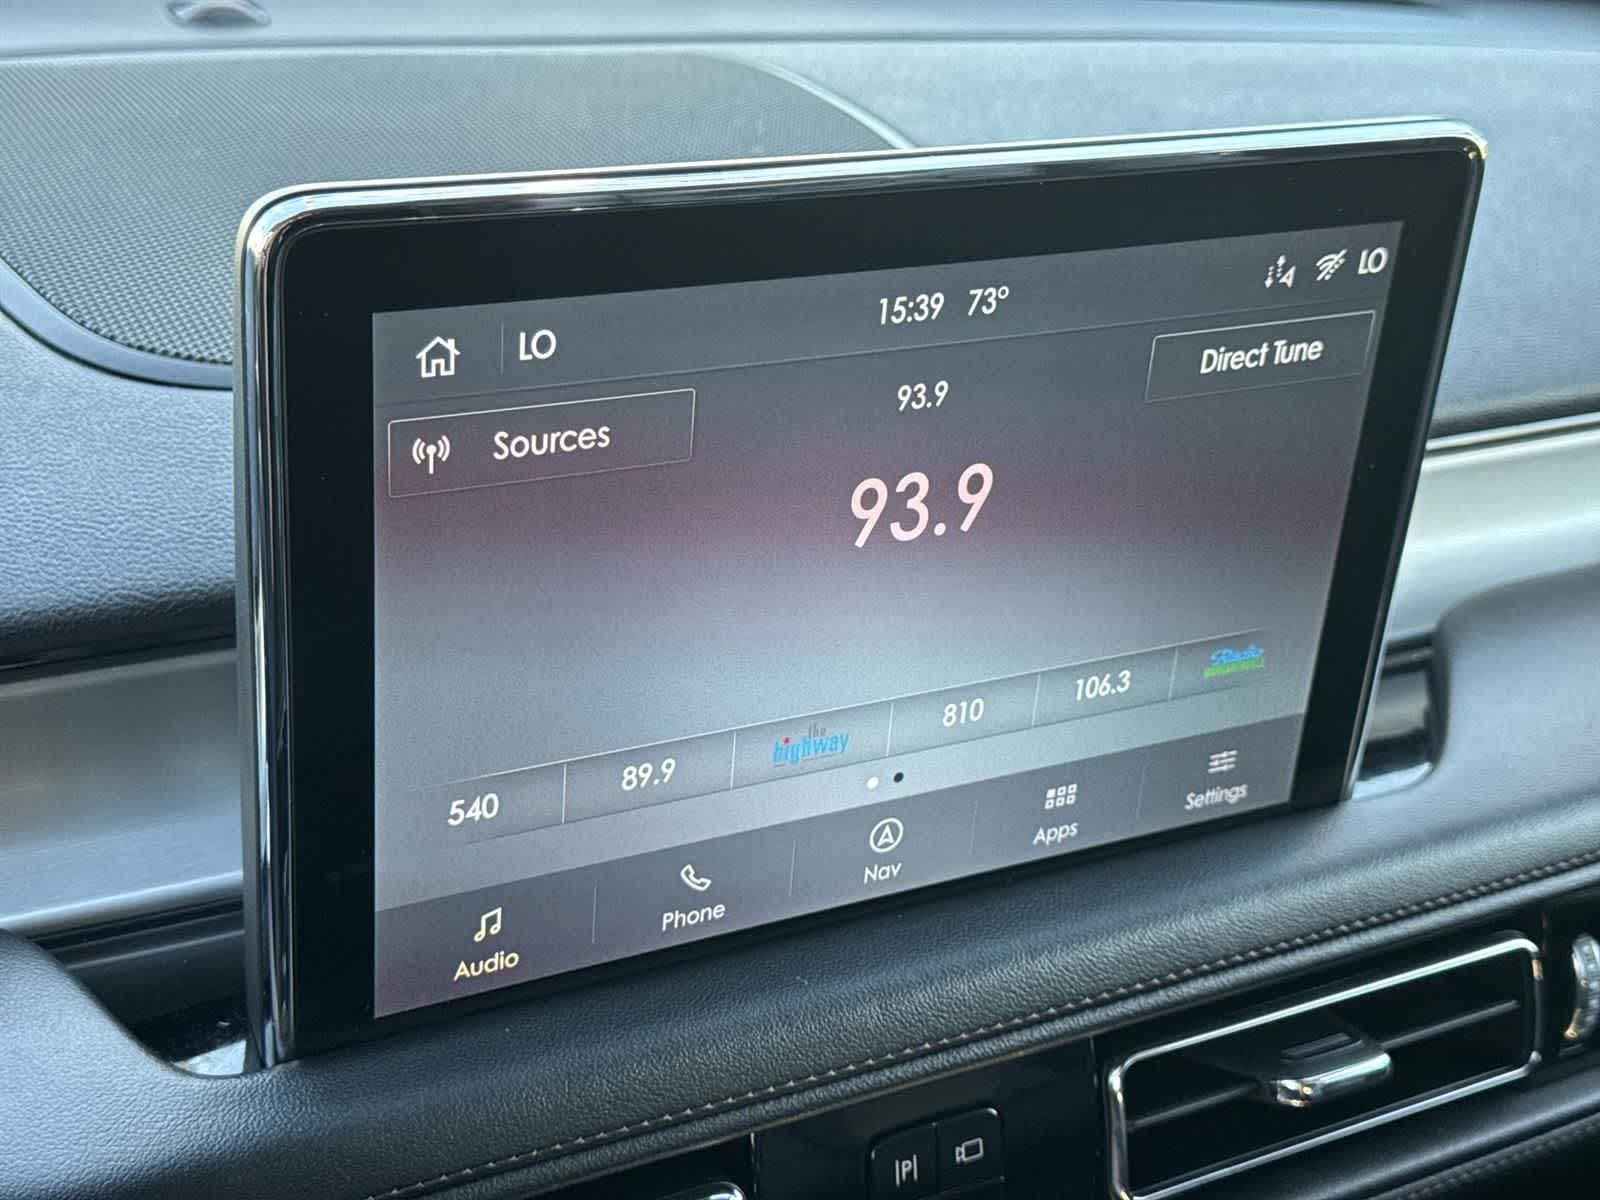 LO 15:39 73° LO
Direct Tune
93.9
Sources
93.9
540 89.9 the highway 810 106.3 Radio
Audio Phone Nav Apps Settings
P